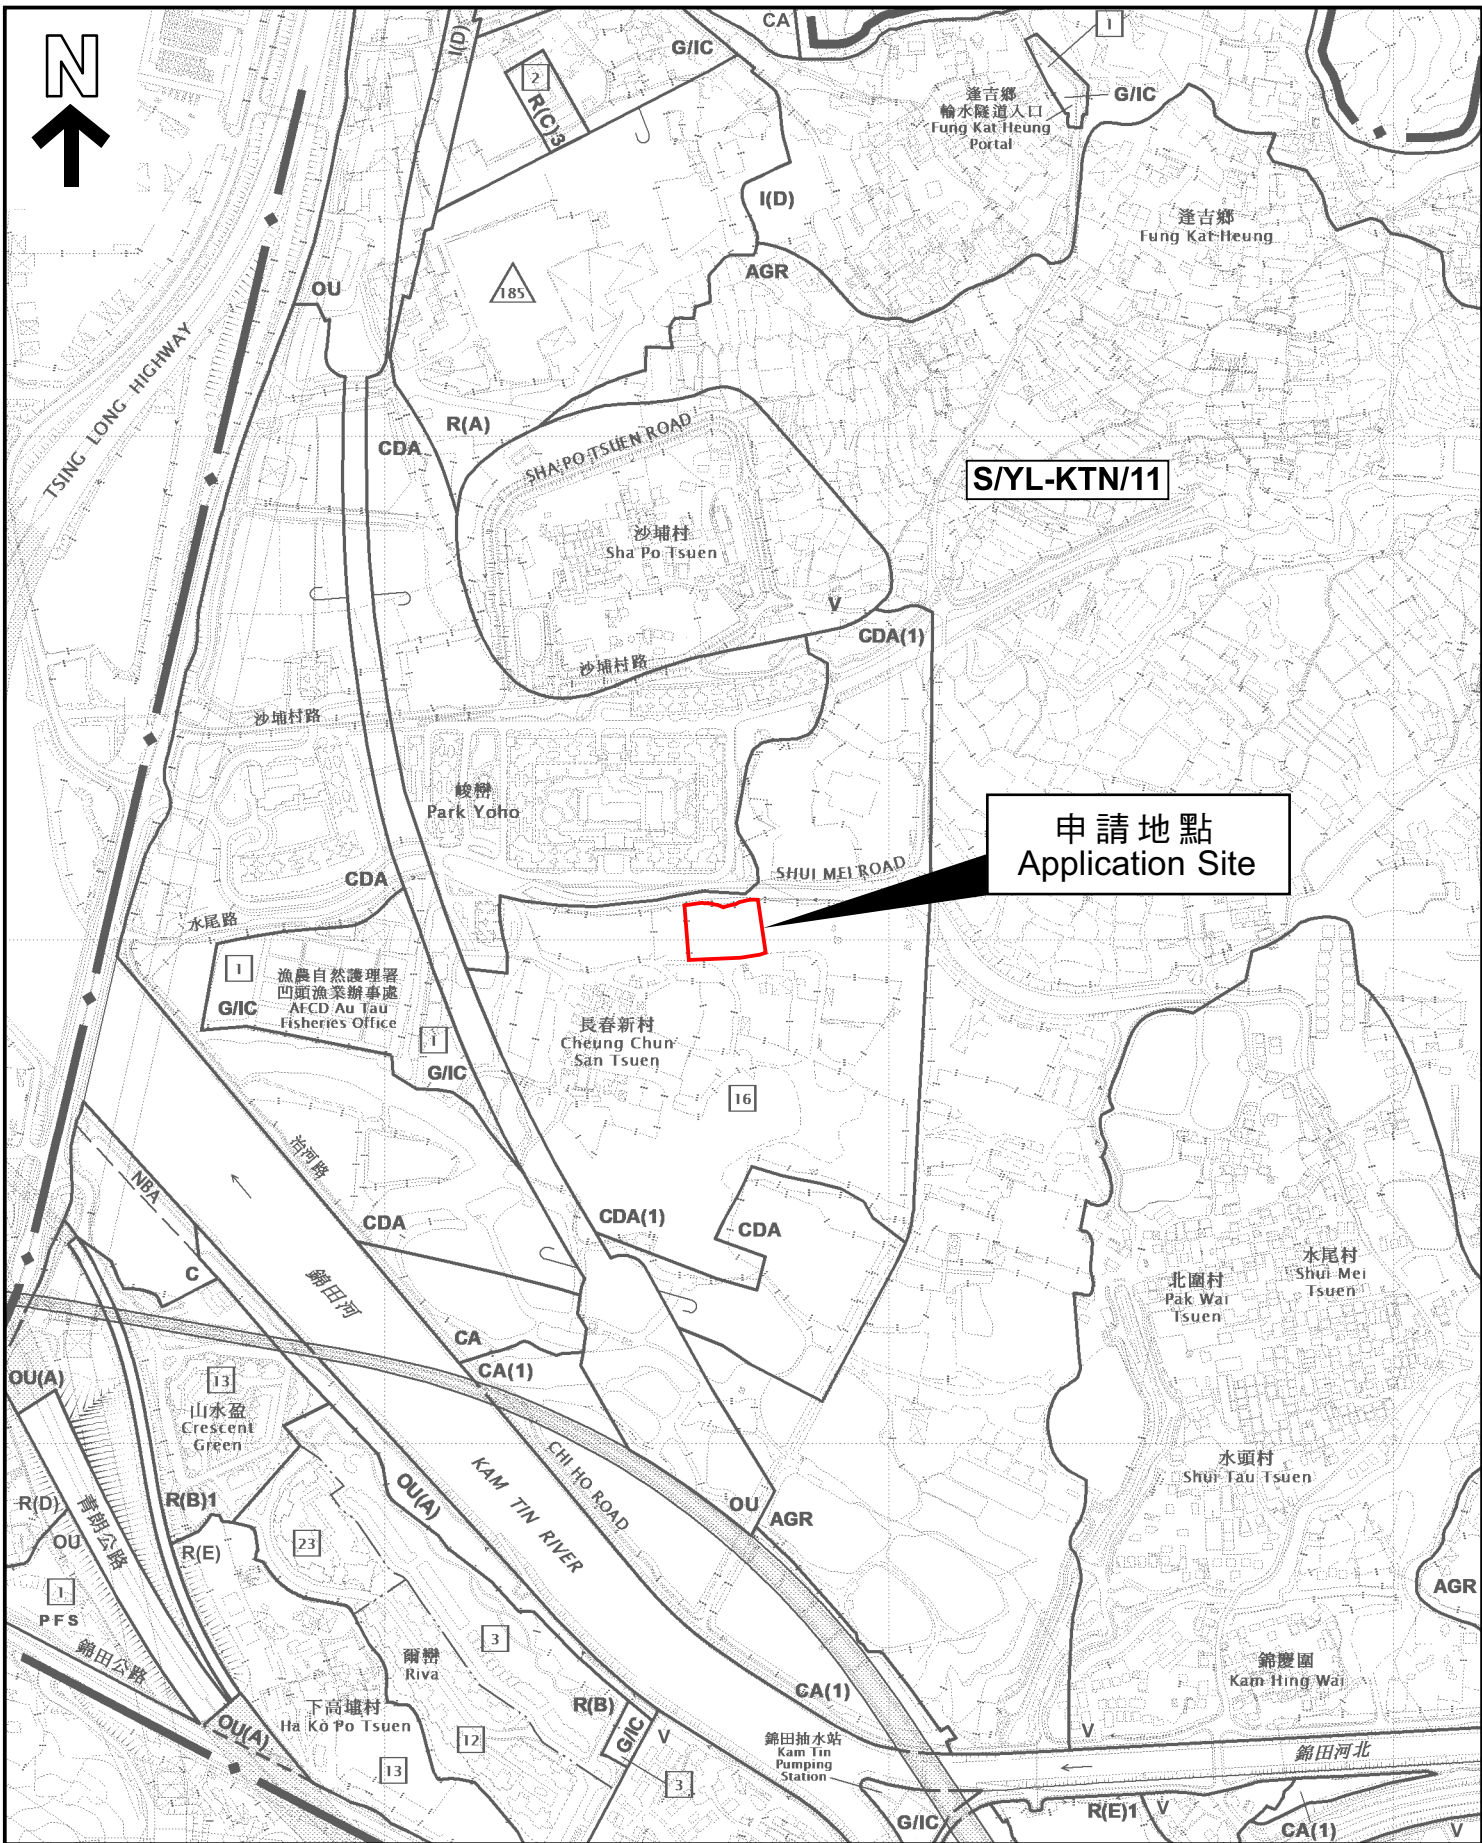 N
I(D)
G/IC
CA
1
2
R(C)3
逢吉鄉
輸水隧道入口
Fung Kat Heung
Portal
G/IC
I(D)
逢吉鄉
Fung Kat Heung
AGR
OU
185
TSING LONG HIGHWAY
R(A)
CDA
SHA PO TSUEN ROAD
S/YL-KTN/11
沙埔村
Sha Po Tsuen
V
CDA(1)
沙埔村路
沙埔村路
峻巒
Park Yoho
申請地點
Application Site
SHUI MEI ROAD
CDA
水尾路
1
G/IC
漁農自然護理署
凹頭漁業辦事處
AFCD Au Tau
Fisheries Office
1
G/IC
長春新村
Cheung Chun
San Tsuen
16
治河路
NBA
CDA
CDA(1)
CDA
C
錦田河
北圍村
Pak Wai
Tsuen
水尾村
Shui Mei
Tsuen
CA
CA(1)
OU(A)
13
山水盈
Crescent
Green
水頭村
Shui Tau Tsuen
R(D)
青朗公路
R(B)1
OU(A)
KAM TIN RIVER
CHI HO ROAD
OU
AGR
OU
R(E)
23
1
PFS
AGR
錦田公路
爾巒
Riva
3
錦慶圍
Kam Hing Wai
下高埔村
Ha Ko Po Tsuen
OU(A)
R(B)
G/IC
V
CA(1)
12
13
3
錦田抽水站
Kam Tin
Pumping
Station
V
錦田河北
G/IC
R(E)1
V
CA(1)
V